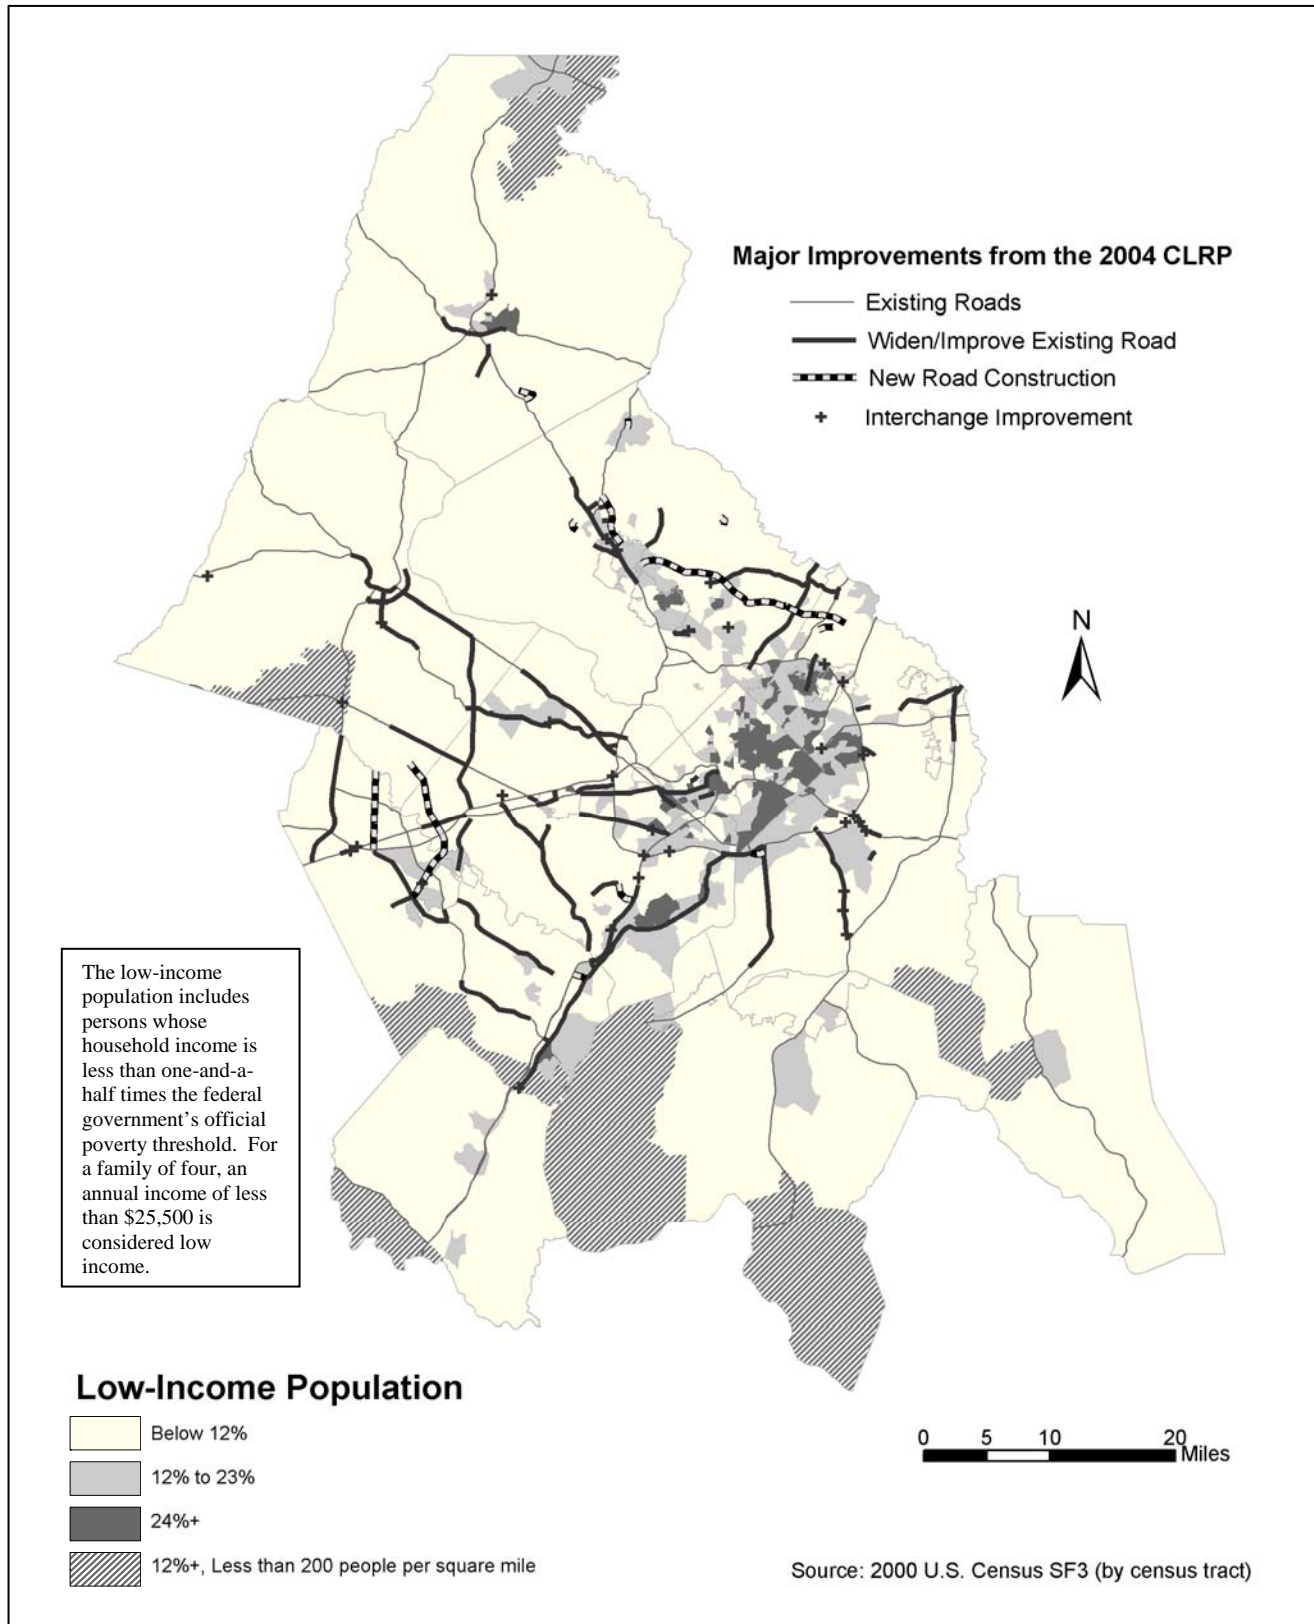 Major Improvements from the 2004 CLRP
Existing Roads
Widen/Improve Existing Road
New Road Construction
Interchange Improvement
N
The low-income
population includes
persons whose
household income is
less than one-and-a-
half times the federal
government’s official
poverty threshold.  For
a family of four, an
annual income of less
than $25,500 is
considered low
income.
Low-Income Population
Below 12%
12% to 23%
24%+
12%+, Less than 200 people per square mile
0 5 10 20
Miles
Source: 2000 U.S. Census SF3 (by census tract)